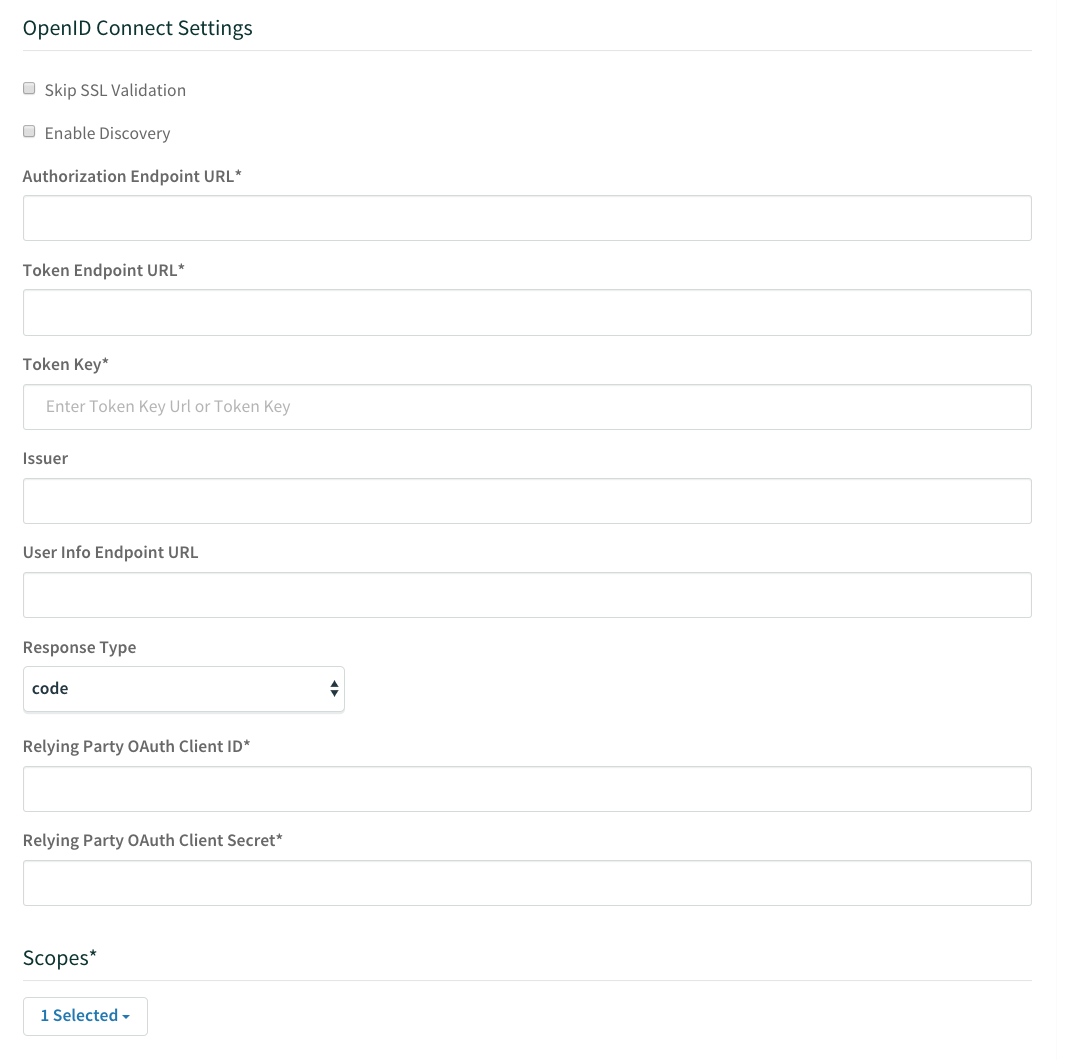 OpenID Connect Settings
Skip SSL Validation
Enable Discovery
Authorization Endpoint URL*
Token Endpoint URL*
Token Key*
Enter Token Key Url or Token Key
Issuer
User Info Endpoint URL
Response Type
code
Relying Party OAuth Client ID*
Relying Party OAuth Client Secret*
Scopes*
1 Selected